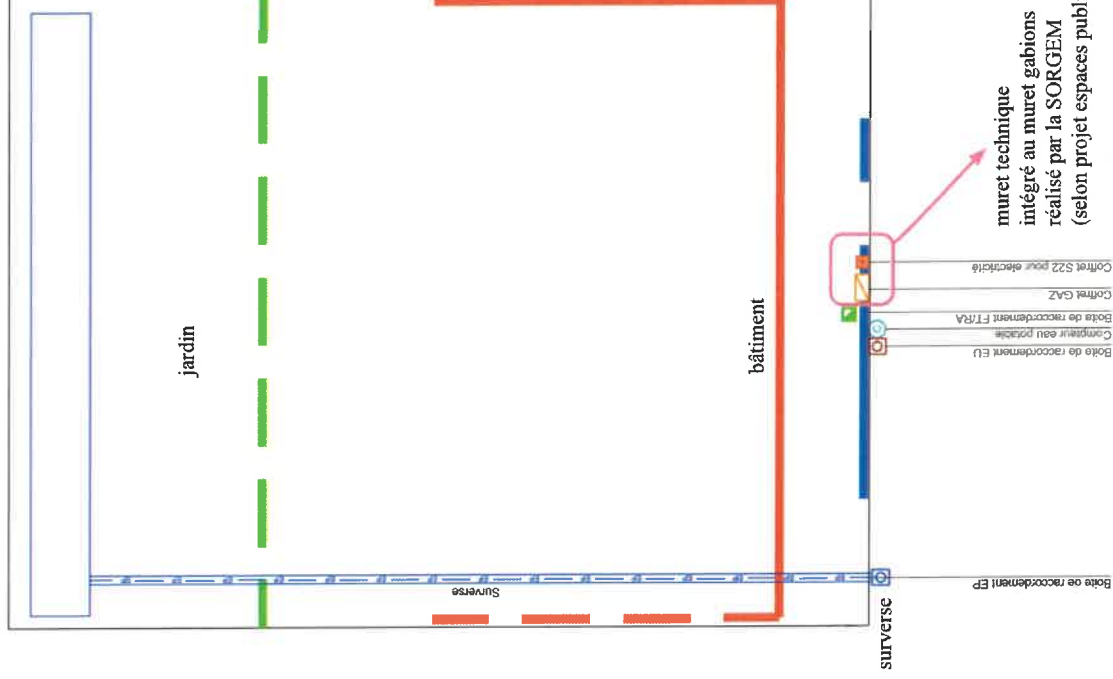 jardin
bâtiment
Surverse
surverse
muret technique
intégré au muret gabions
réalisé par la SORGEM
(selon projet espaces publ
Coffret S22 pour électricité
Coffret GAZ
Boite de raccordement FT/RA
Compteur eau potable
Boite de raccordement EU
Boite de raccordement EP